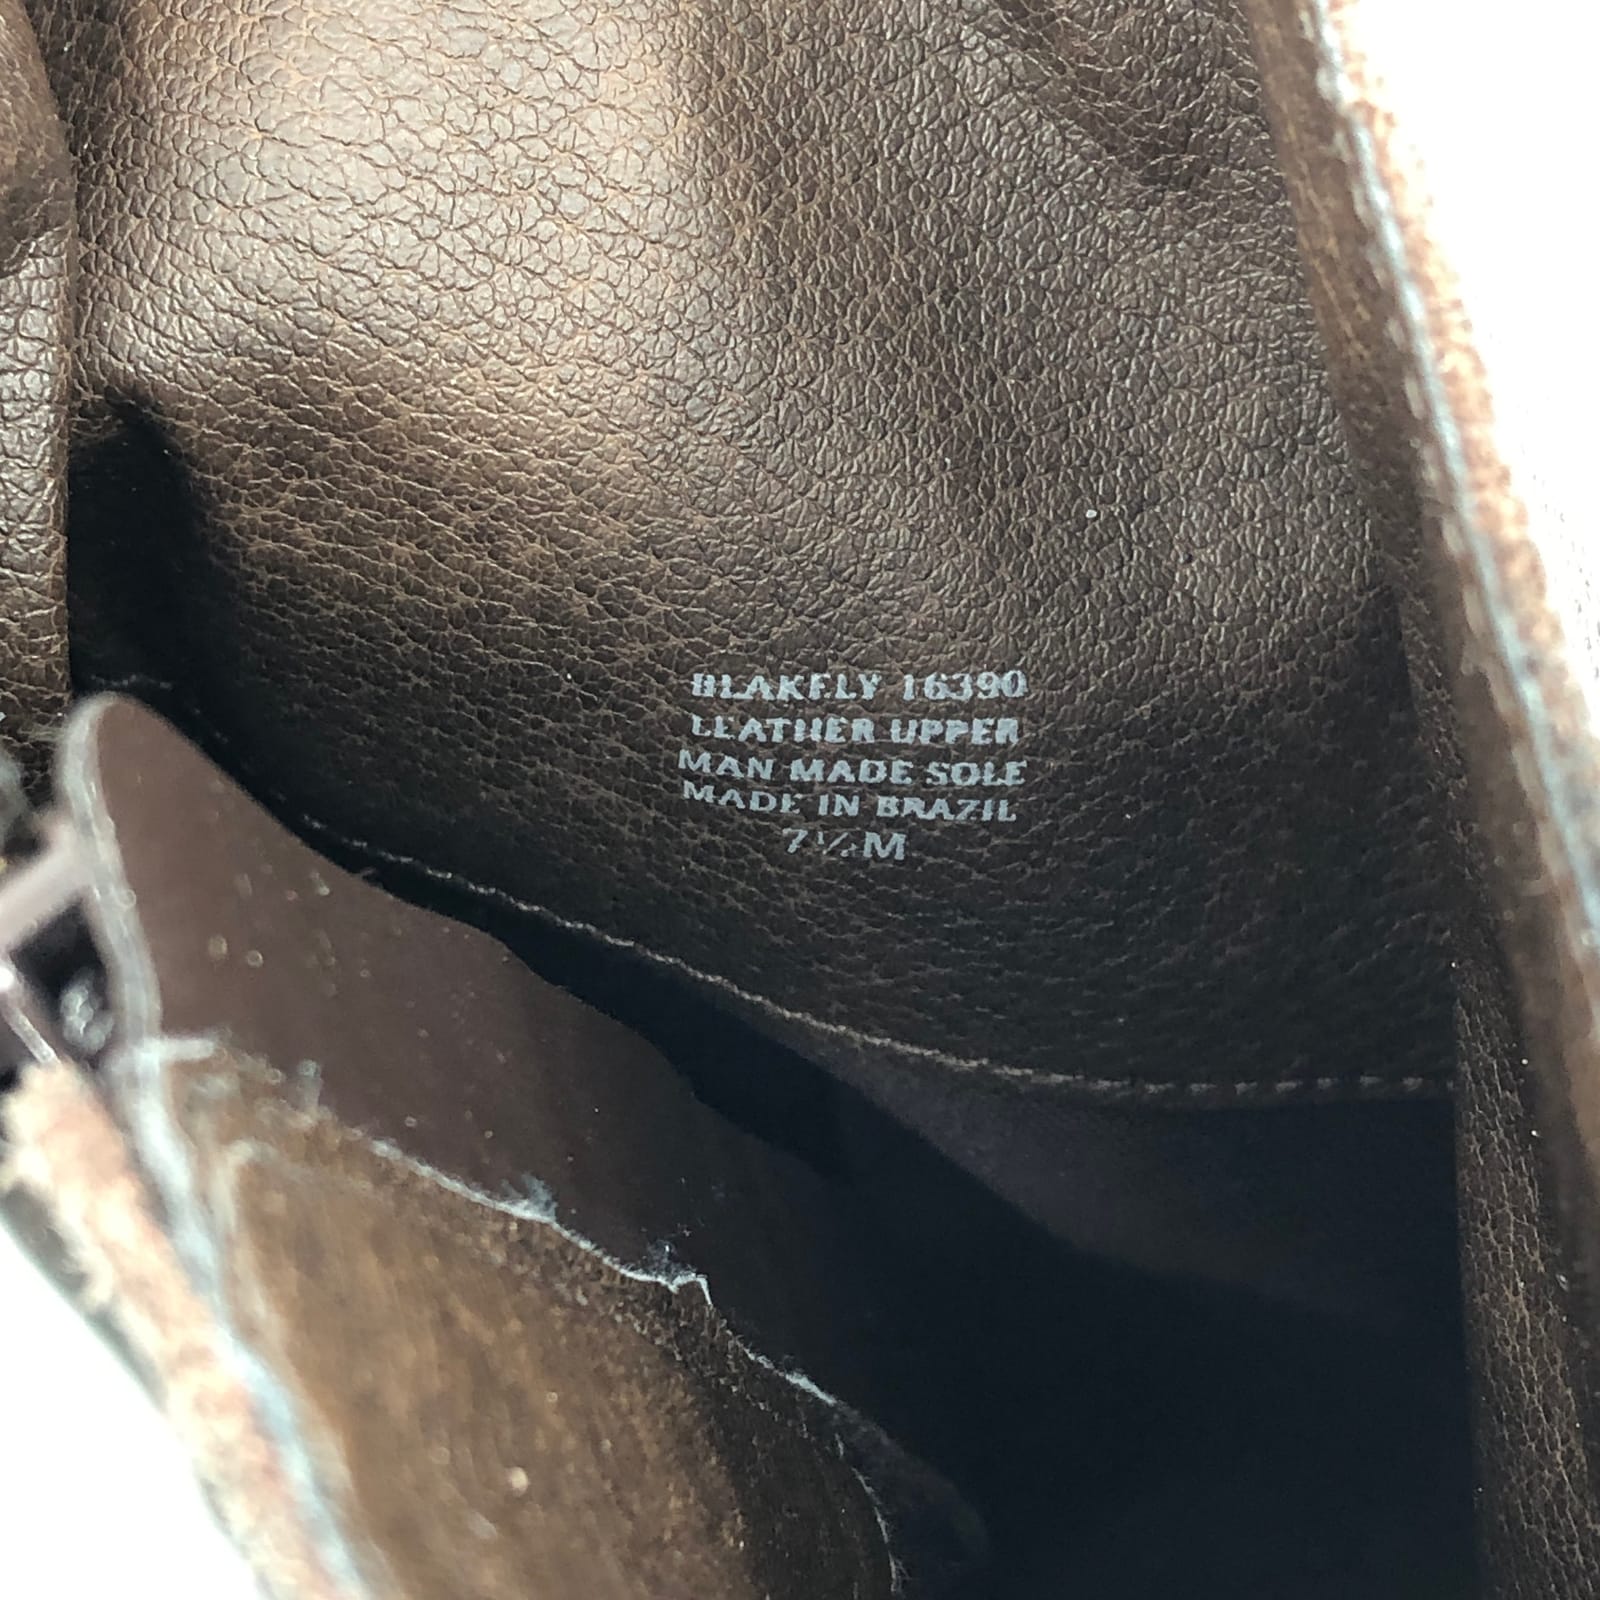 BLAKELY 16390
LEATHER UPPER
MAN MADE SOLE
MADE IN BRAZIL
7½M